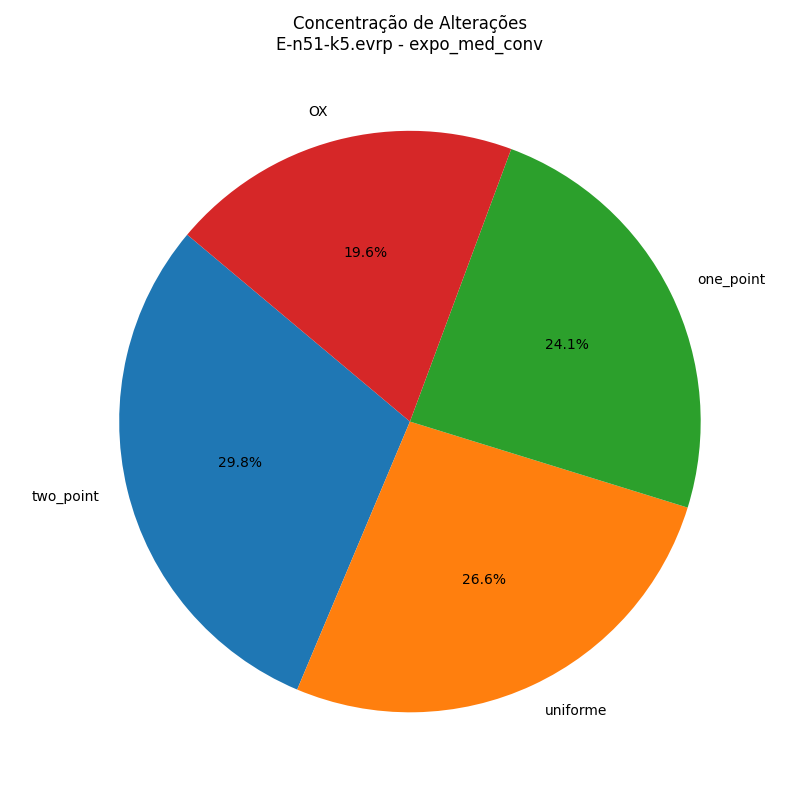 Concentração de Alterações
E-n51-k5.evrp - expo_med_conv
OX
19.6%
one_point
24.1%
29.8%
two_point
26.6%
uniforme